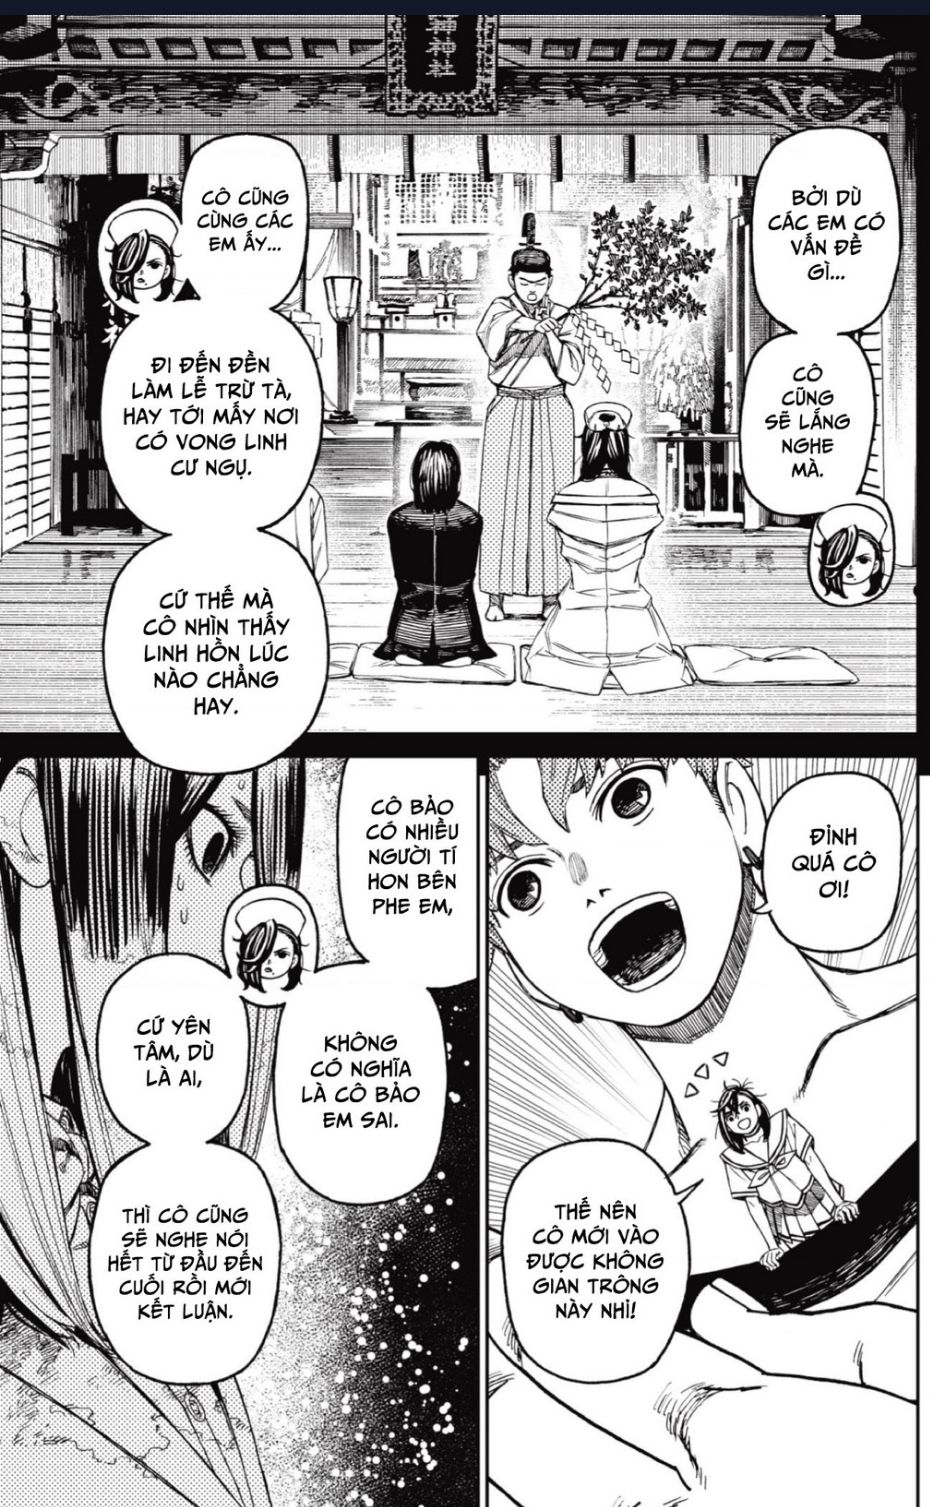 神神社
BỞI DÙ
CÁC EM CÓ
VẤN ĐỀ
GÌ...
CÔ
CŨNG
SẼ LẮNG
NGHE
MÀ.
CÔ CŨNG
CÙNG CÁC
EM ẤY...
ĐI ĐẾN ĐỀN
LÀM LỄ TRỪ TÀ,
HAY TỚI MẤY NƠI
CÓ VONG LINH
CƯ NGỤ.
CỨ THẾ MÀ
CÔ NHÌN THẤY
LINH HỒN LÚC
NÀO CHẲNG
HAY.
ĐỈNH
QUÁ CÔ
ƠI!
THẾ NÊN
CÔ MỚI VÀO
ĐƯỢC KHÔNG
GIAN TRÔNG
NÀY NHỈ!
CÔ BẢO
CÓ NHIỀU
NGƯỜI TÍ
HON BÊN
PHE EM,
KHÔNG
CÓ NGHĨA
LÀ CÔ BẢO
EM SAI.
CỨ YÊN
TÂM, DÙ
LÀ AI,
THÌ CÔ CŨNG
SẼ NGHE NÓI
HẾT TỪ ĐẦU ĐẾN
CUỐI RỒI MỚI
KẾT LUẬN.